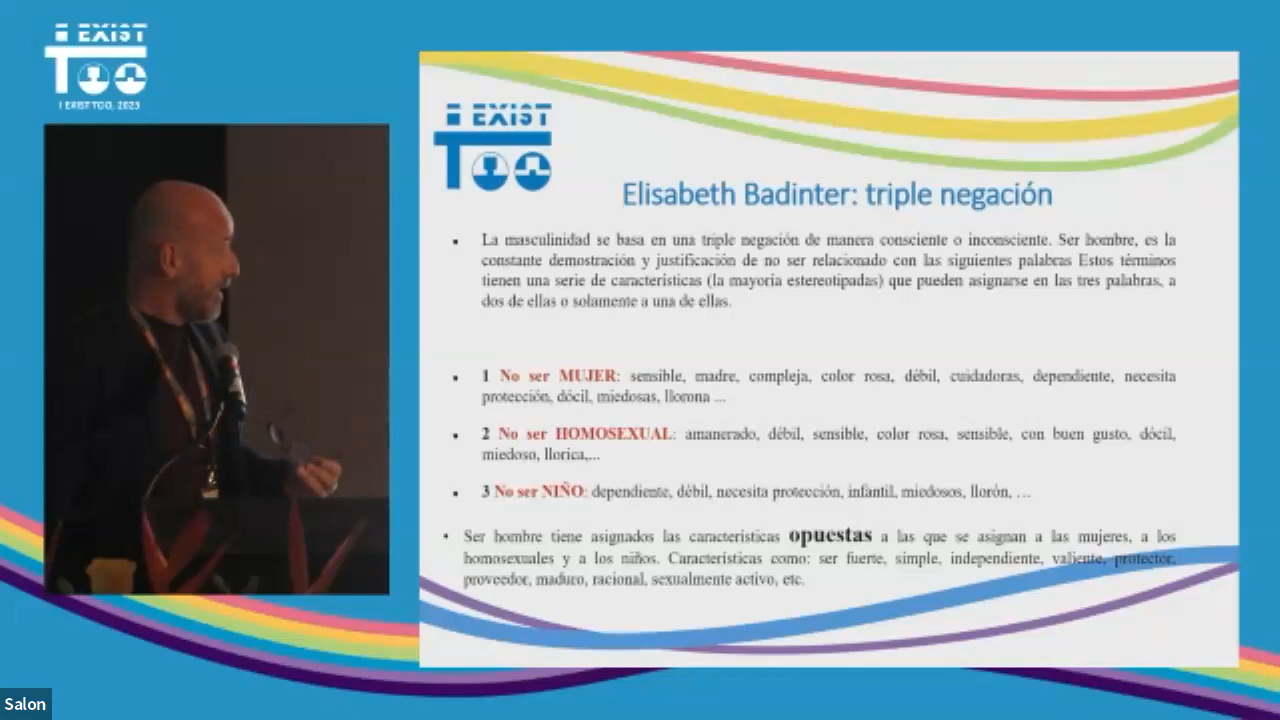 I EXIST
TOO
I EXIST TOO, 2023
I EXIST
TOO
Elisabeth Badinter: triple negación
La masculinidad se basa en una triple negación de manera consciente o inconsciente. Ser hombre, es la
constante demostración y justificación de no ser relacionado con las siguientes palabras Estos términos
tienen una serie de características (la mayoría estereotipadas) que pueden asignarse en las tres palabras, a
dos de ellas o solamente a una de ellas.
1 No ser MUJER: sensible, madre, compleja, color rosa, débil, cuidadoras, dependiente, necesita
protección, dócil, miedosas, llorona ...
2 No ser HOMOSEXUAL: amanerado, débil, sensible, color rosa, sensible, con buen gusto, dócil,
miedoso, llorica,...
3 No ser NIÑO: dependiente, débil, necesita protección, infantil, miedosos, llorón, …
Ser hombre tiene asignados las características opuestas a las que se asignan a las mujeres, a los
homosexuales y a los niños. Características como: ser fuerte, simple, independiente, valiente, protector,
proveedor, maduro, racional, sexualmente activo, etc.
Salon